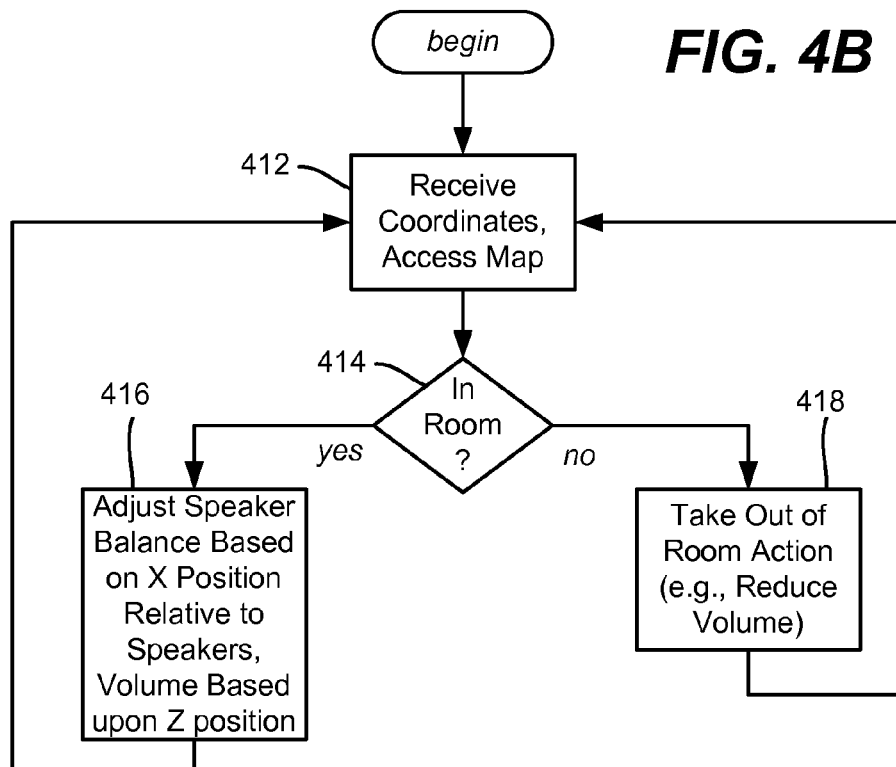 begin
FIG. 4B
412
Receive
Coordinates,
Access Map
414
In
Room
?
yes
no
416
Adjust Speaker
Balance Based
on X Position
Relative to
Speakers,
Volume Based
upon Z position
418
Take Out of
Room Action
(e.g., Reduce
Volume)